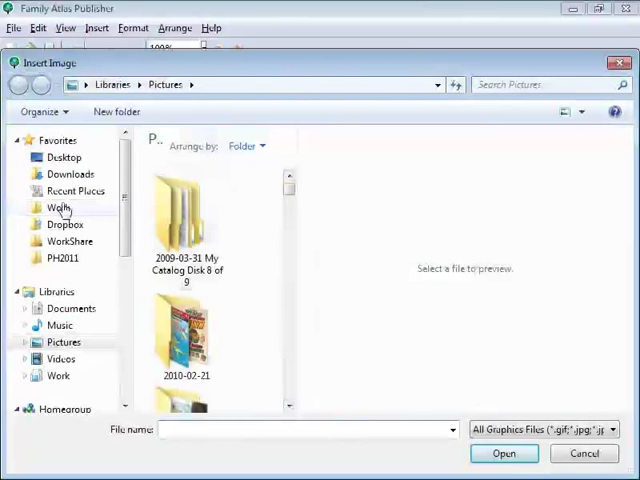 Family Atlas Publisher
File Edit View Insert Format Arrange Help
Insert Image
Libraries Pictures
Search Pictures
Organize New folder
Favorites
Desktop
Downloads
Recent Places
Dropbox
WorkShare
PH2011
Libraries
Documents
Music
Pictures
Videos
Work
Homegroup
P.. Arrange by: Folder
2009-03-31 My
Catalog Disk 8 of
9
2010-02-21
Select a file to preview.
File name: All Graphics Files (*.gif;*.jpg;*.jp
Open Cancel